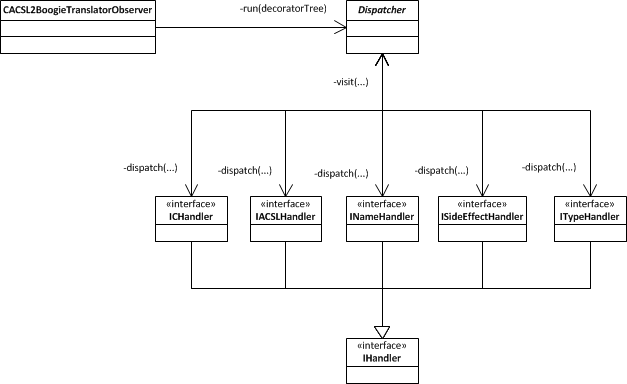 CACSL2BoogieTranslatorObserver
-run(decoratorTree)
Dispatcher
-visit(...)
-dispatch(...)
-dispatch(...)
-dispatch(...)
-dispatch(...)
-dispatch(...)
«interface»
ICHandler
«interface»
IACSLHandler
«interface»
INameHandler
«interface»
ISideEffectHandler
«interface»
ITypeHandler
«interface»
IHandler